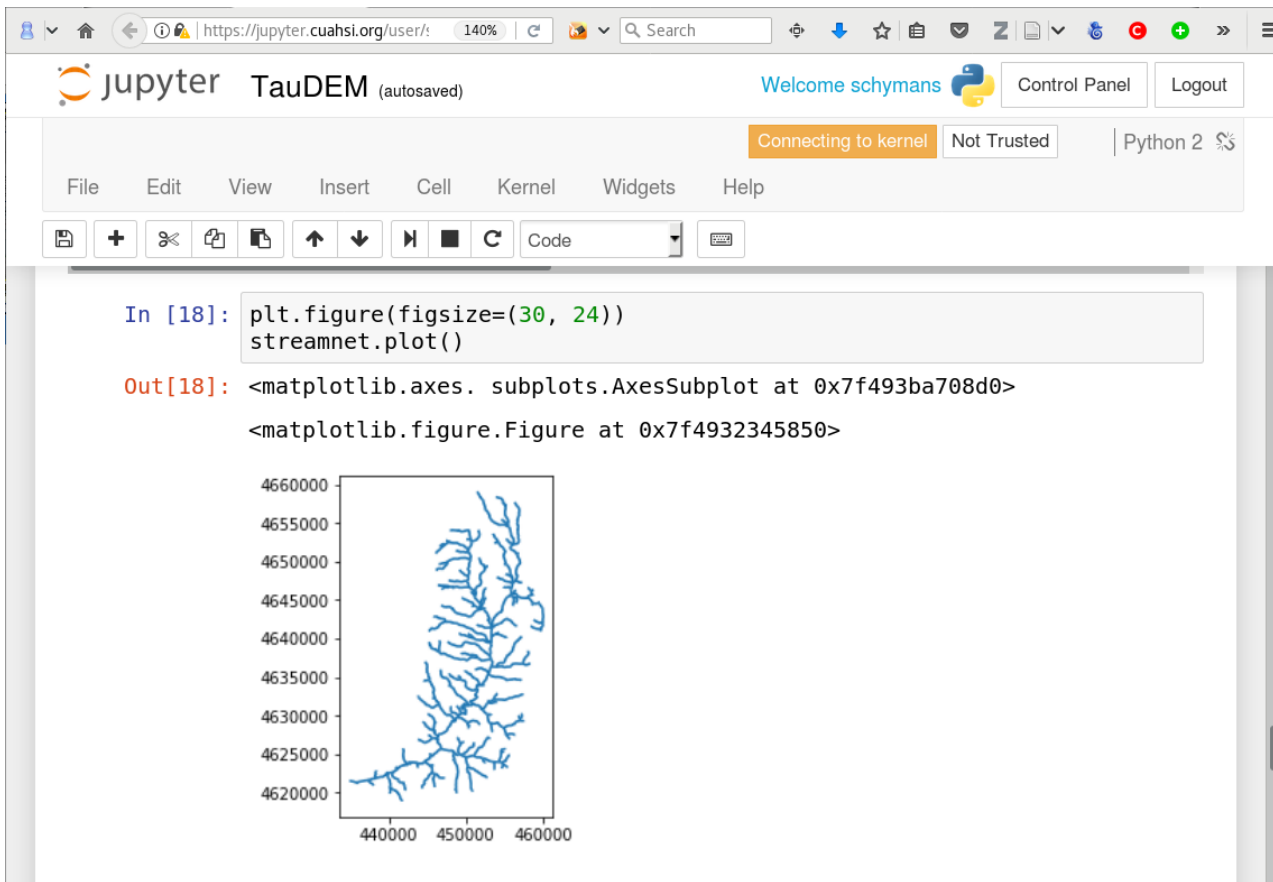 https://jupyter.cuahsi.org/user/s 140% Search
jupyter TauDEM (autosaved) Welcome schymans Control Panel Logout
Connecting to kernel Not Trusted Python 2
File Edit View Insert Cell Kernel Widgets Help
Code
In [18]: plt.figure(figsize=(30, 24))
streamnet.plot()
Out[18]: <matplotlib.axes. subplots.AxesSubplot at 0x7f493ba708d0>
<matplotlib.figure.Figure at 0x7f4932345850>
4660000
4655000
4650000
4645000
4640000
4635000
4630000
4625000
4620000
440000 450000 460000